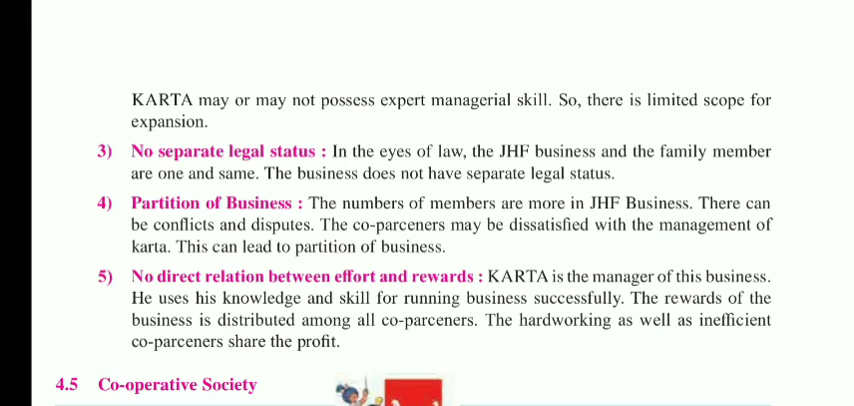 KARTA may or may not possess expert managerial skill. So, there is limited scope for
expansion.
3) No separate legal status : In the eyes of law, the JHF business and the family member
are one and same. The business does not have separate legal status.
4) Partition of Business : The numbers of members are more in JHF Business. There can
be conflicts and disputes. The co-parceners may be dissatisfied with the management of
karta. This can lead to partition of business.
5) No direct relation between effort and rewards : KARTA is the manager of this business.
He uses his knowledge and skill for running business successfully. The rewards of the
business is distributed among all co-parceners. The hardworking as well as inefficient
co-parceners share the profit.
4.5 Co-operative Society